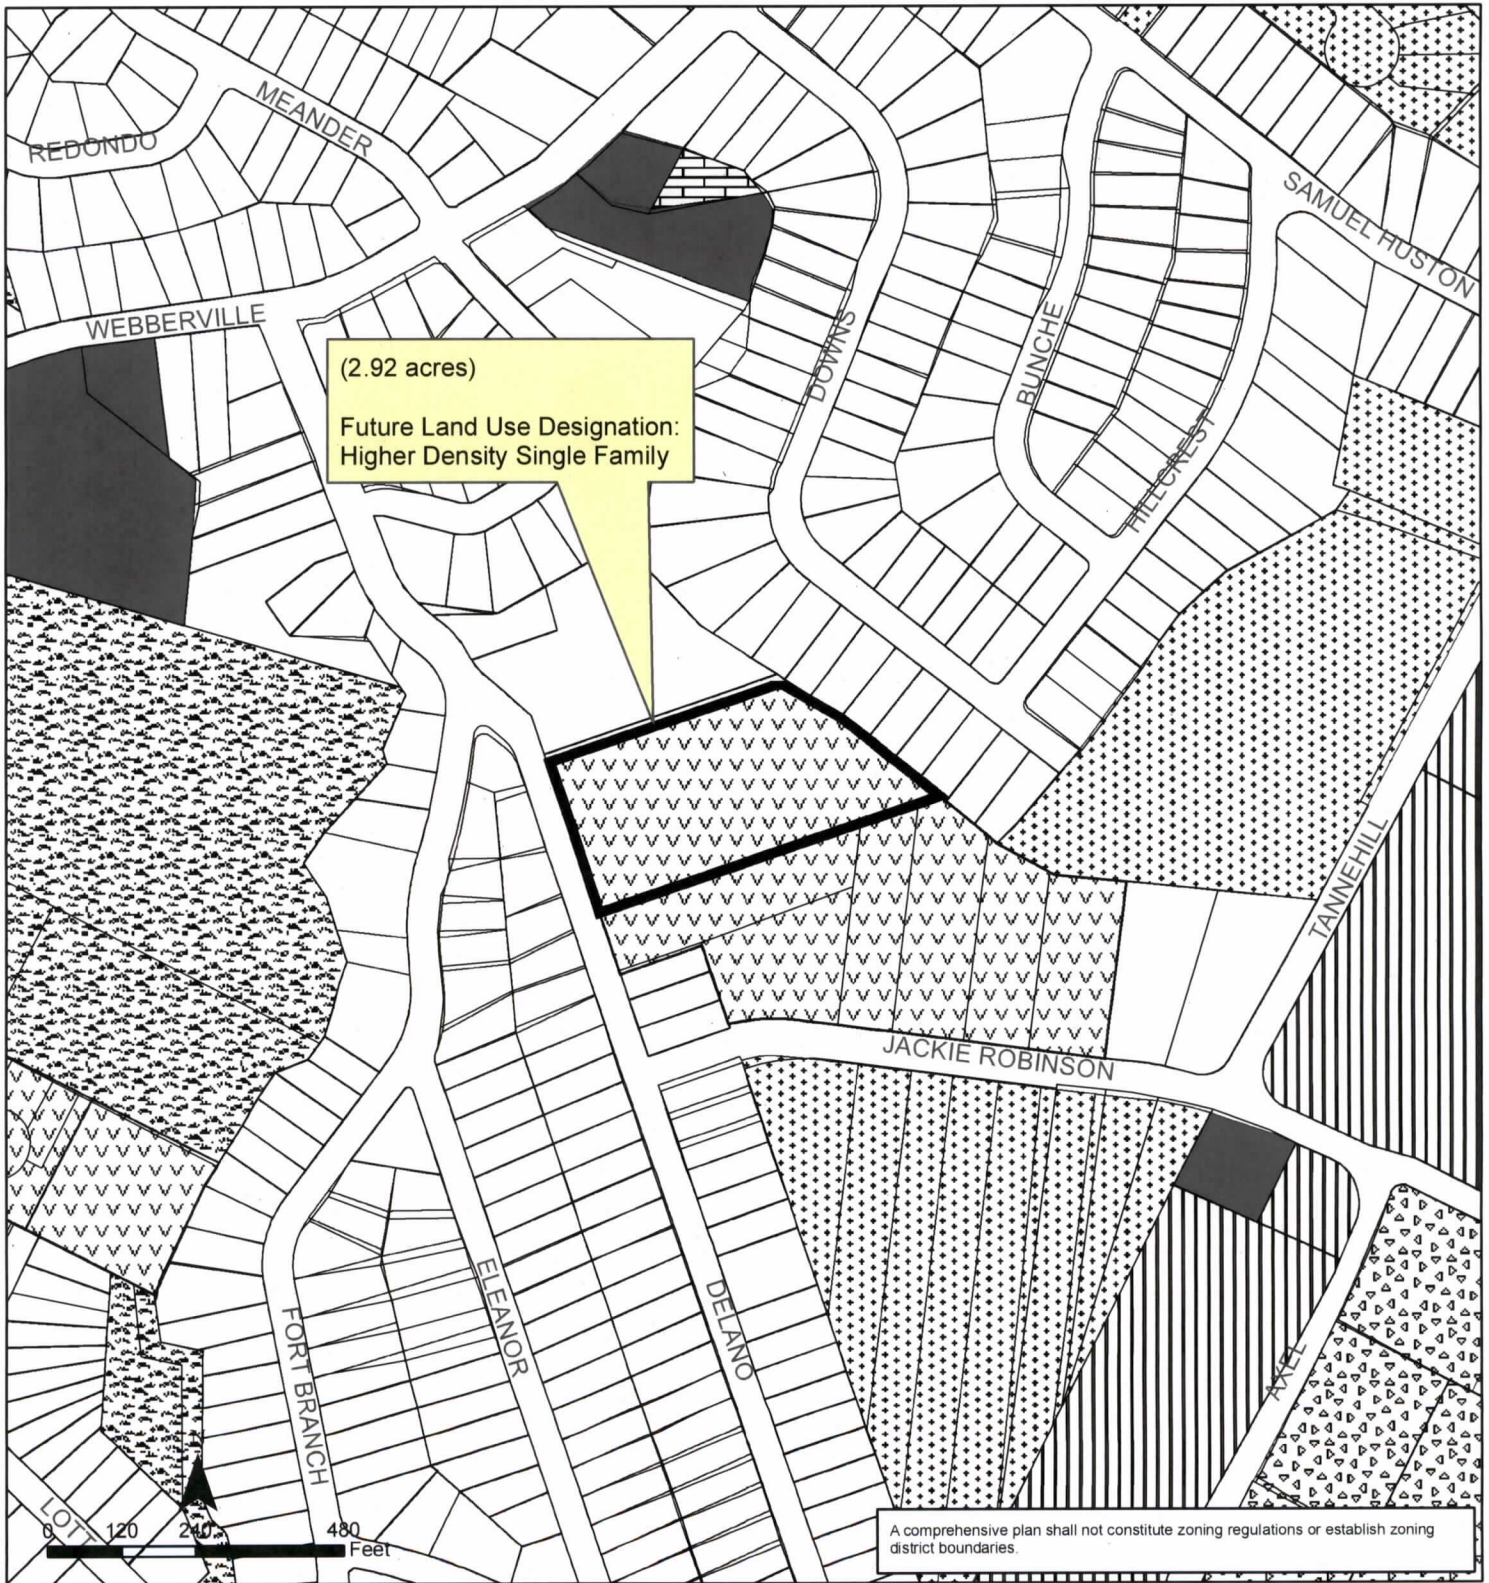 MEANDER
REDONDO
SAMUEL HUSTON
WEBBERVILLE
DOWNS
BUNCHE
(2.92 acres)
Future Land Use Designation:
Higher Density Single Family
HILLCREST
TANNEHILL
JACKIE ROBINSON
ELEANOR
DELANO
FORT BRANCH
AXEL
LOTT
0 120 240 480
Feet
A comprehensive plan shall not constitute zoning regulations or establish zoning
district boundaries.